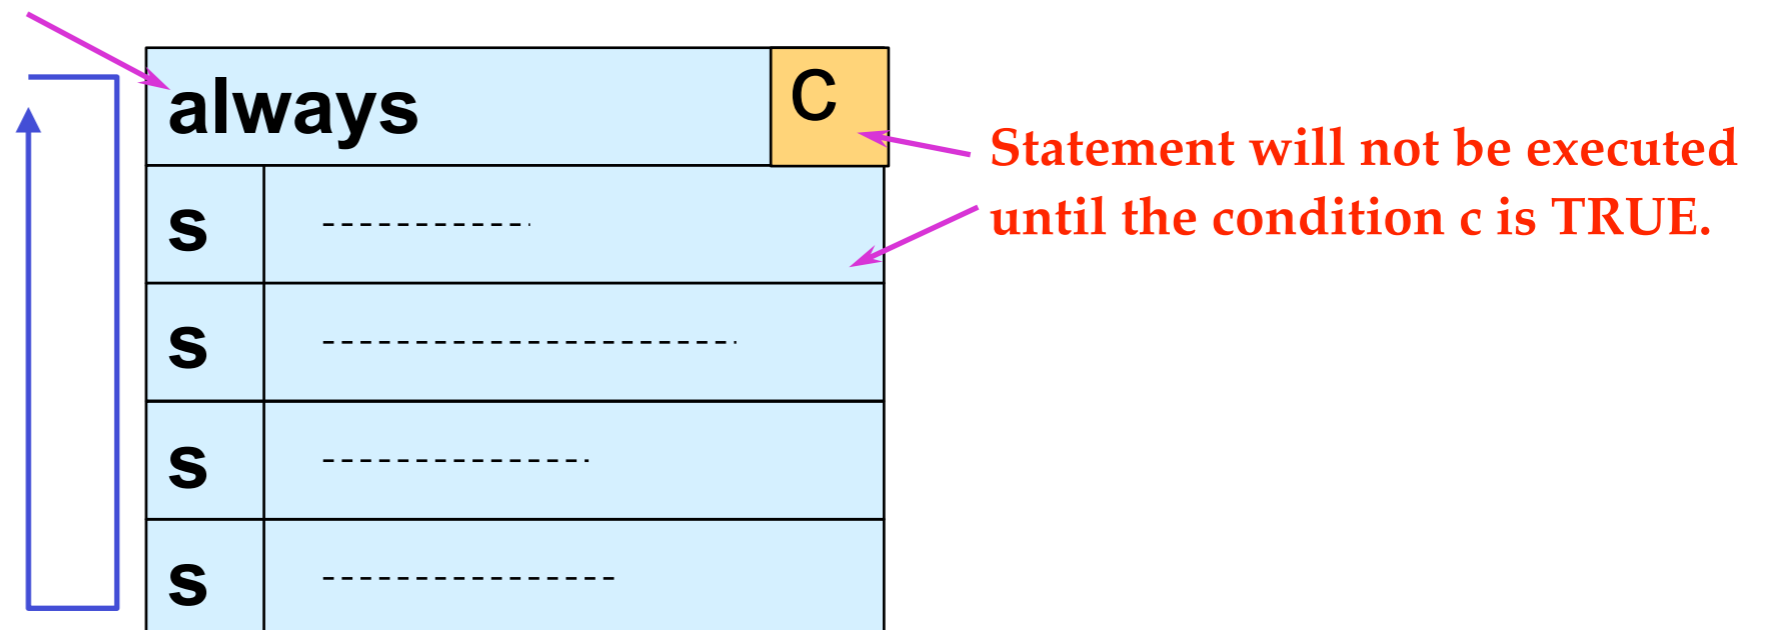 always C
Statement will not be executed
until the condition c is TRUE.
s
s
s
s